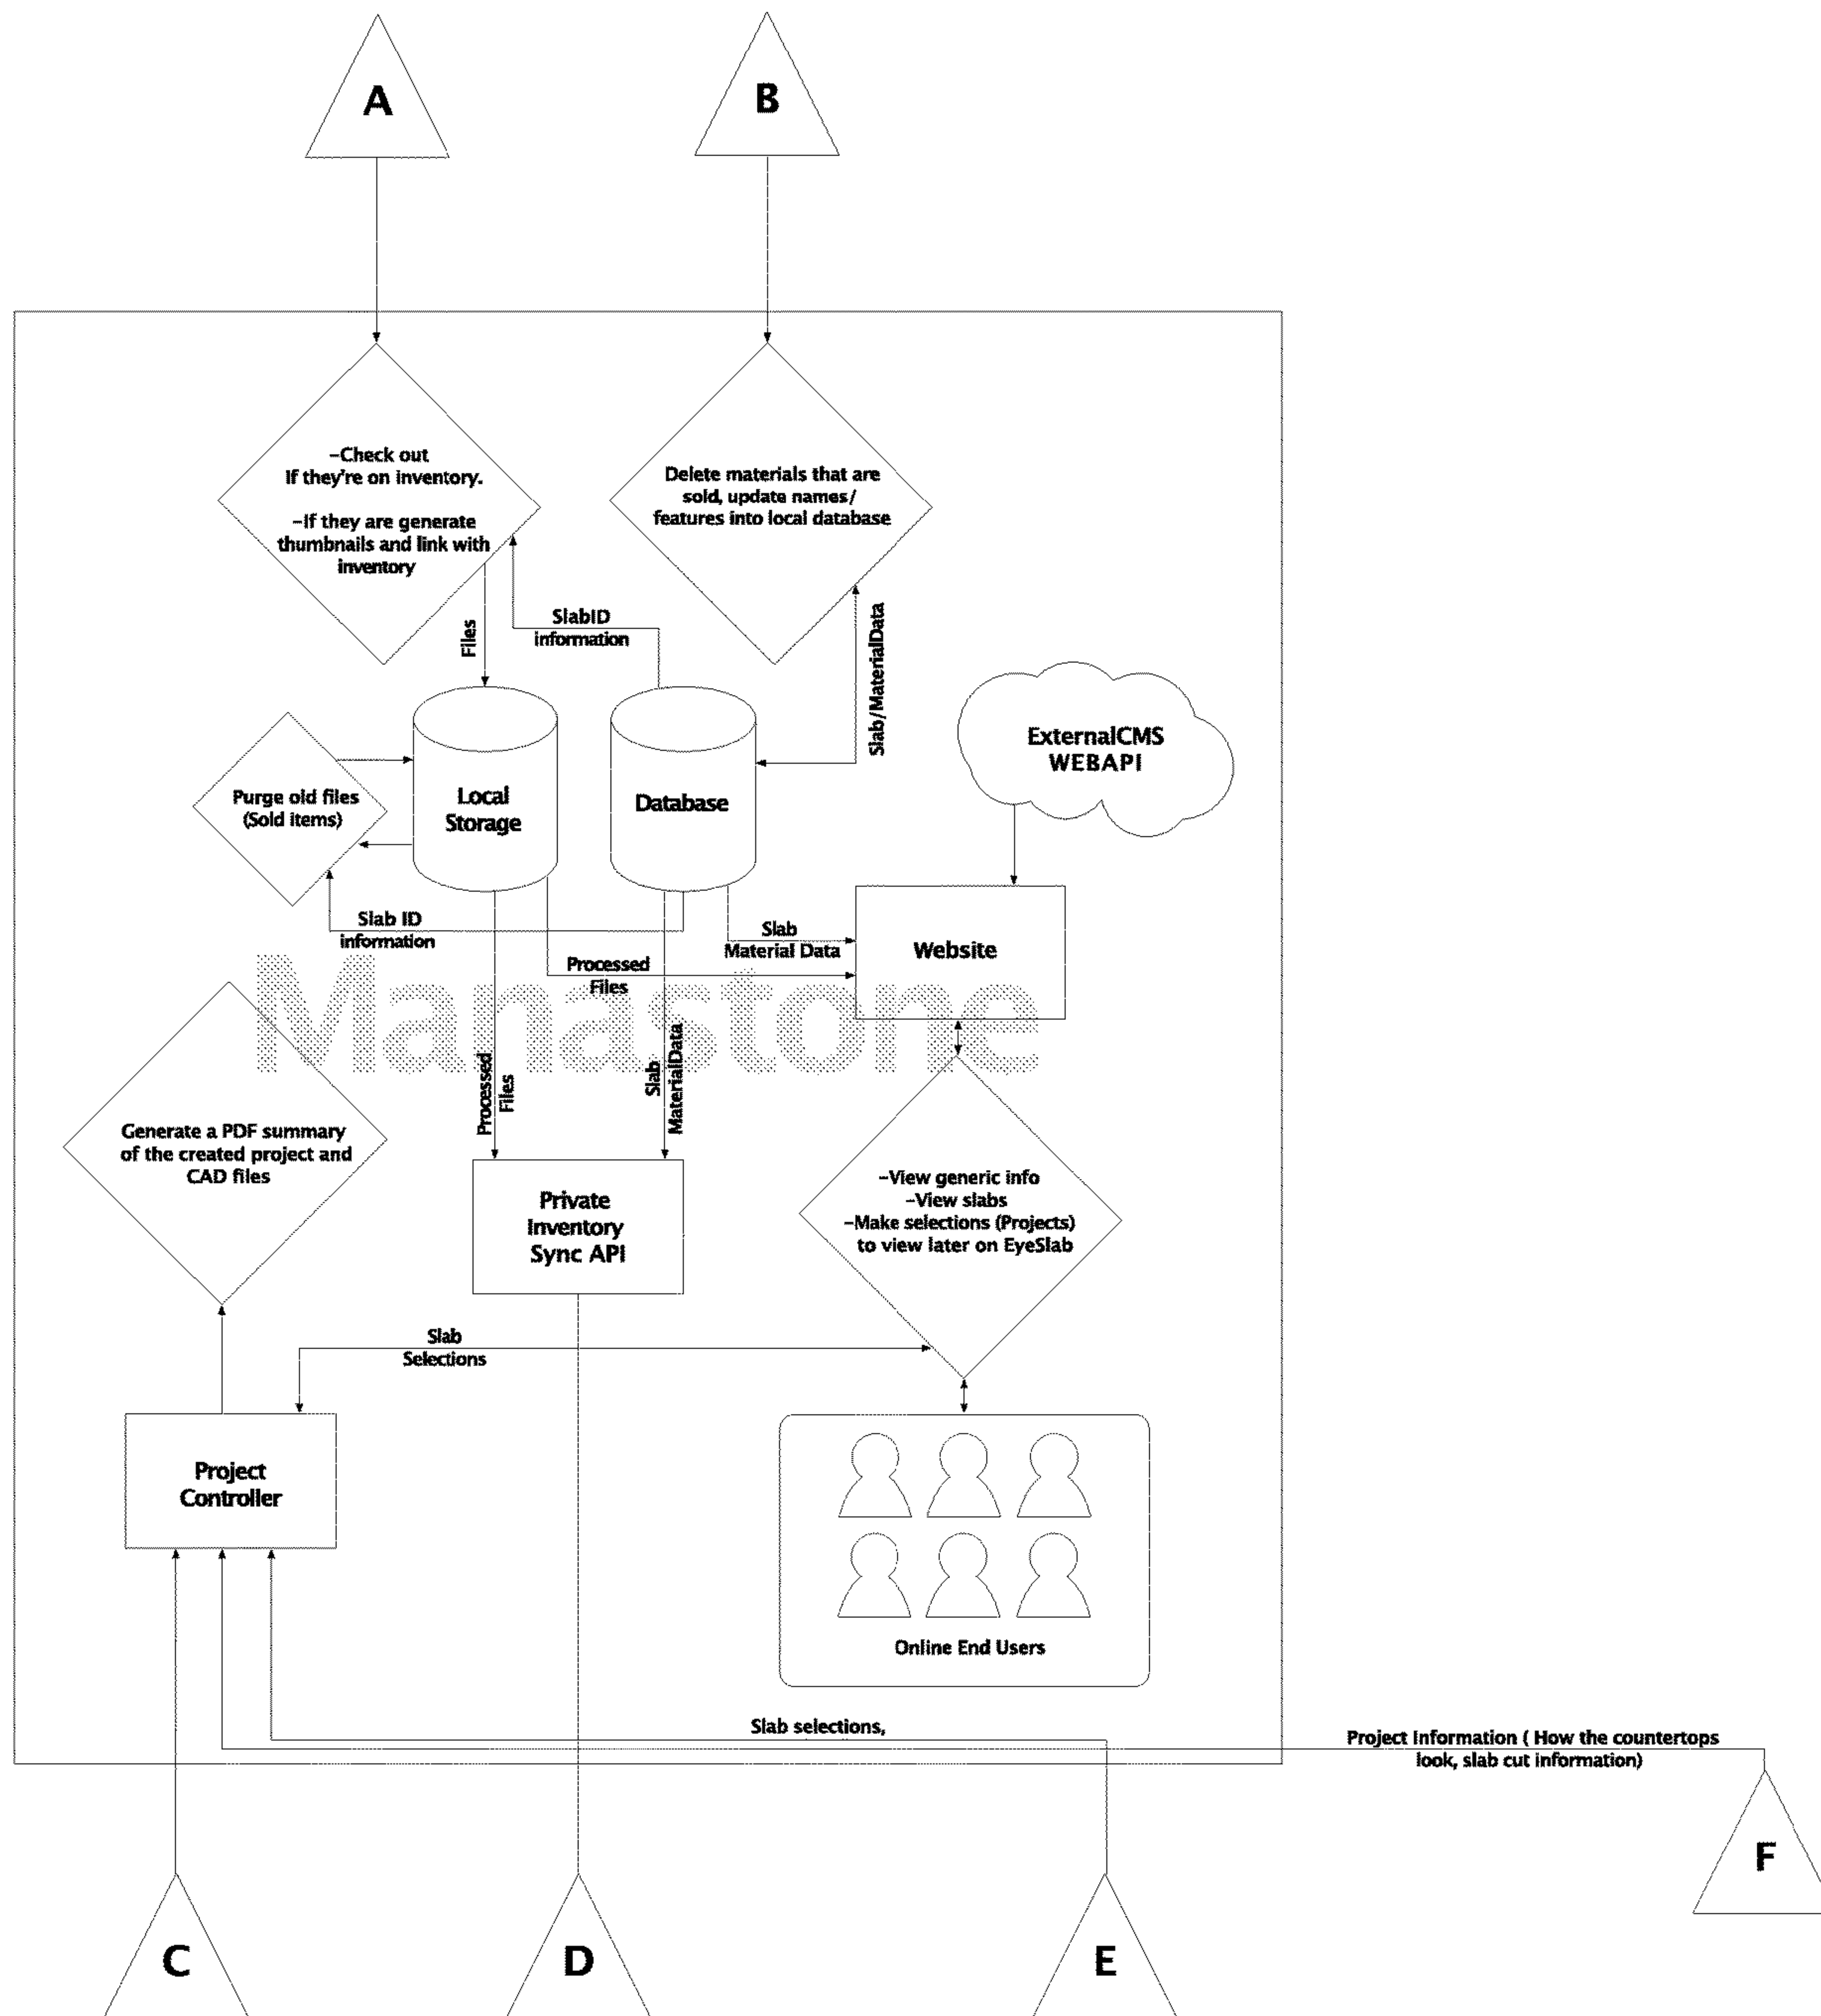 A
B
-Check out
If they're on inventory.
-If they are generate
thumbnails and link with
inventory
Delete materials that are
sold, update names/
features into local database
Files
SlabID
information
Slab/MaterialData
ExternalCMS
WEBAPI
Purge old files
(Sold items)
Local
Storage
Database
Slab ID
information
Slab
Material Data
Website
Processed
Files
Manastone
Processed
Files
Slab
MaterialData
Generate a PDF summary
of the created project and
CAD files
Private
Inventory
Sync API
-View generic info
-View slabs
-Make selections (Projects)
to view later on EyeSlab
Slab
Selections
Project
Controller
Online End Users
Slab selections,
Project Information ( How the countertops
look, slab cut information)
F
C
D
E